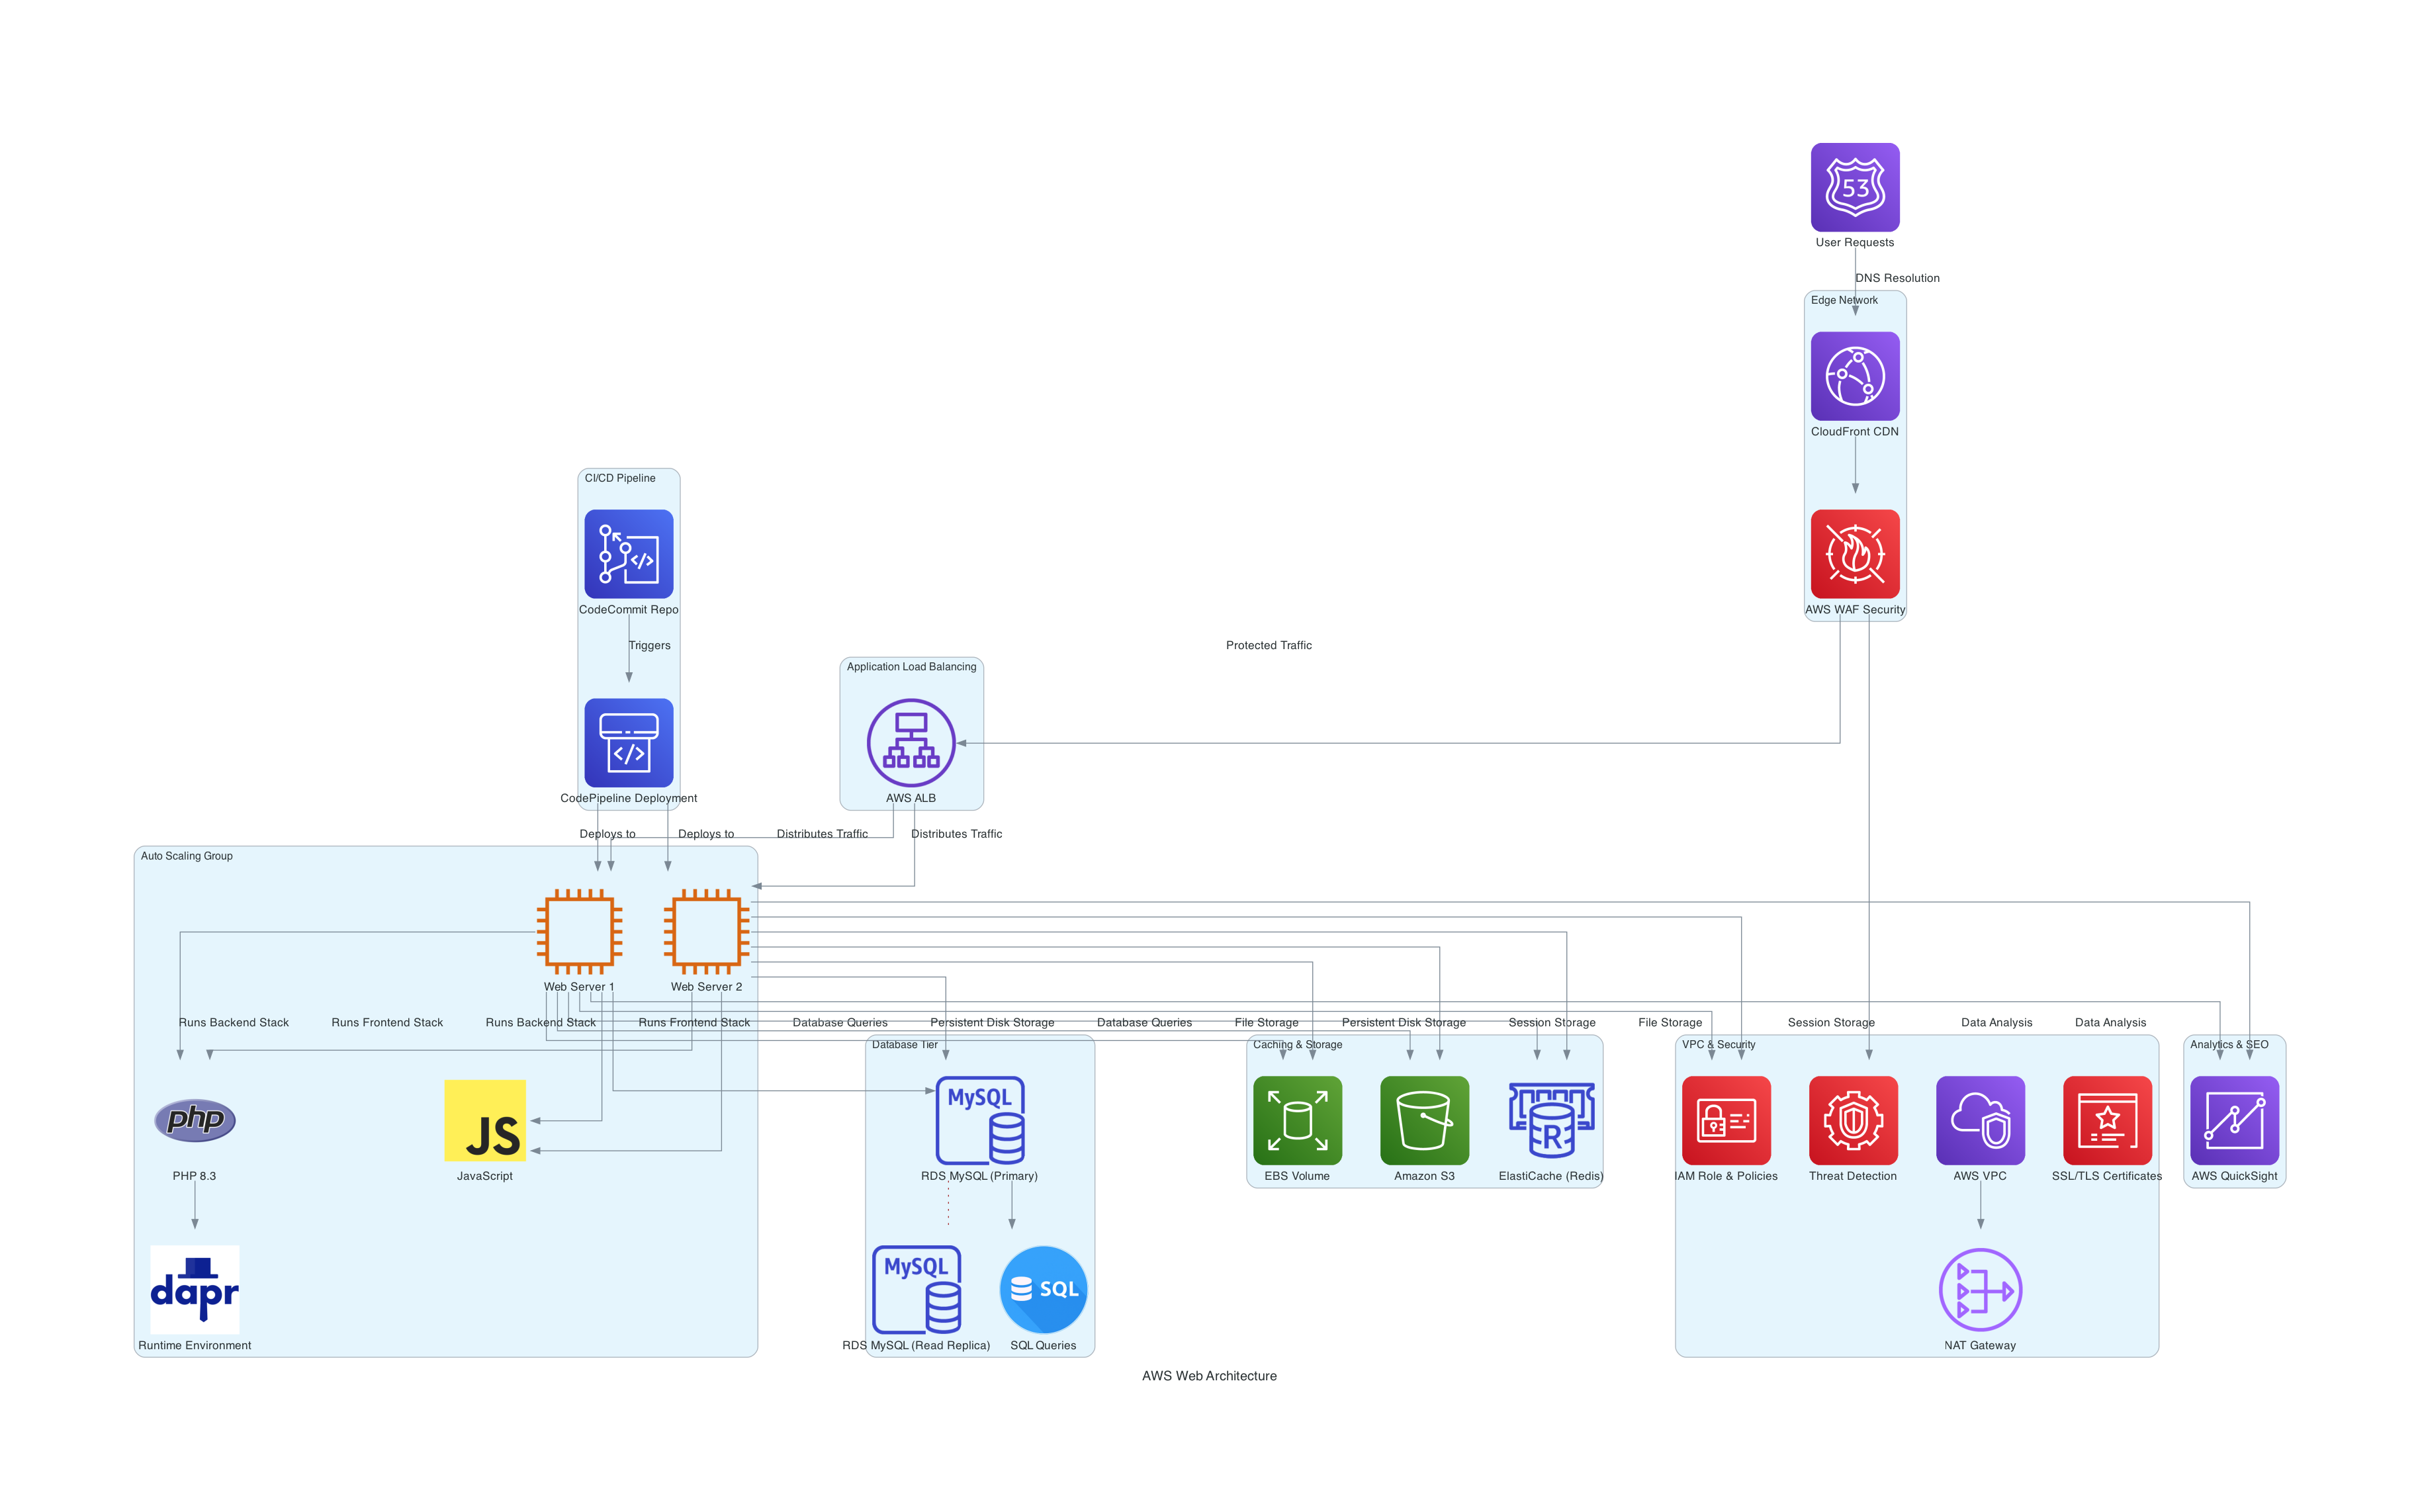 53
User Requests
DNS Resolution
Edge Network
CloudFront CDN
CI/CD Pipeline
CodeCommit Repo
AWS WAF Security
Triggers
Protected Traffic
Application Load Balancing
CodePipeline Deployment
AWS ALB
Deploys to
Deploys to
Distributes Traffic
Distributes Traffic
Auto Scaling Group
Web Server 1
Web Server 2
Runs Backend Stack
Runs Frontend Stack
Runs Backend Stack
Runs Frontend Stack
Database Queries
Persistent Disk Storage
Database Queries
File Storage
Persistent Disk Storage
Session Storage
File Storage
Session Storage
Data Analysis
Data Analysis
Database Tier
Caching & Storage
VPC & Security
Analytics & SEO
php
JS
MySQL
R
PHP 8.3
JavaScript
RDS MySQL (Primary)
EBS Volume
Amazon S3
ElastiCache (Redis)
IAM Role & Policies
Threat Detection
AWS VPC
SSL/TLS Certificates
AWS QuickSight
dapr
MySQL
SQL
Runtime Environment
RDS MySQL (Read Replica)
SQL Queries
NAT Gateway
AWS Web Architecture